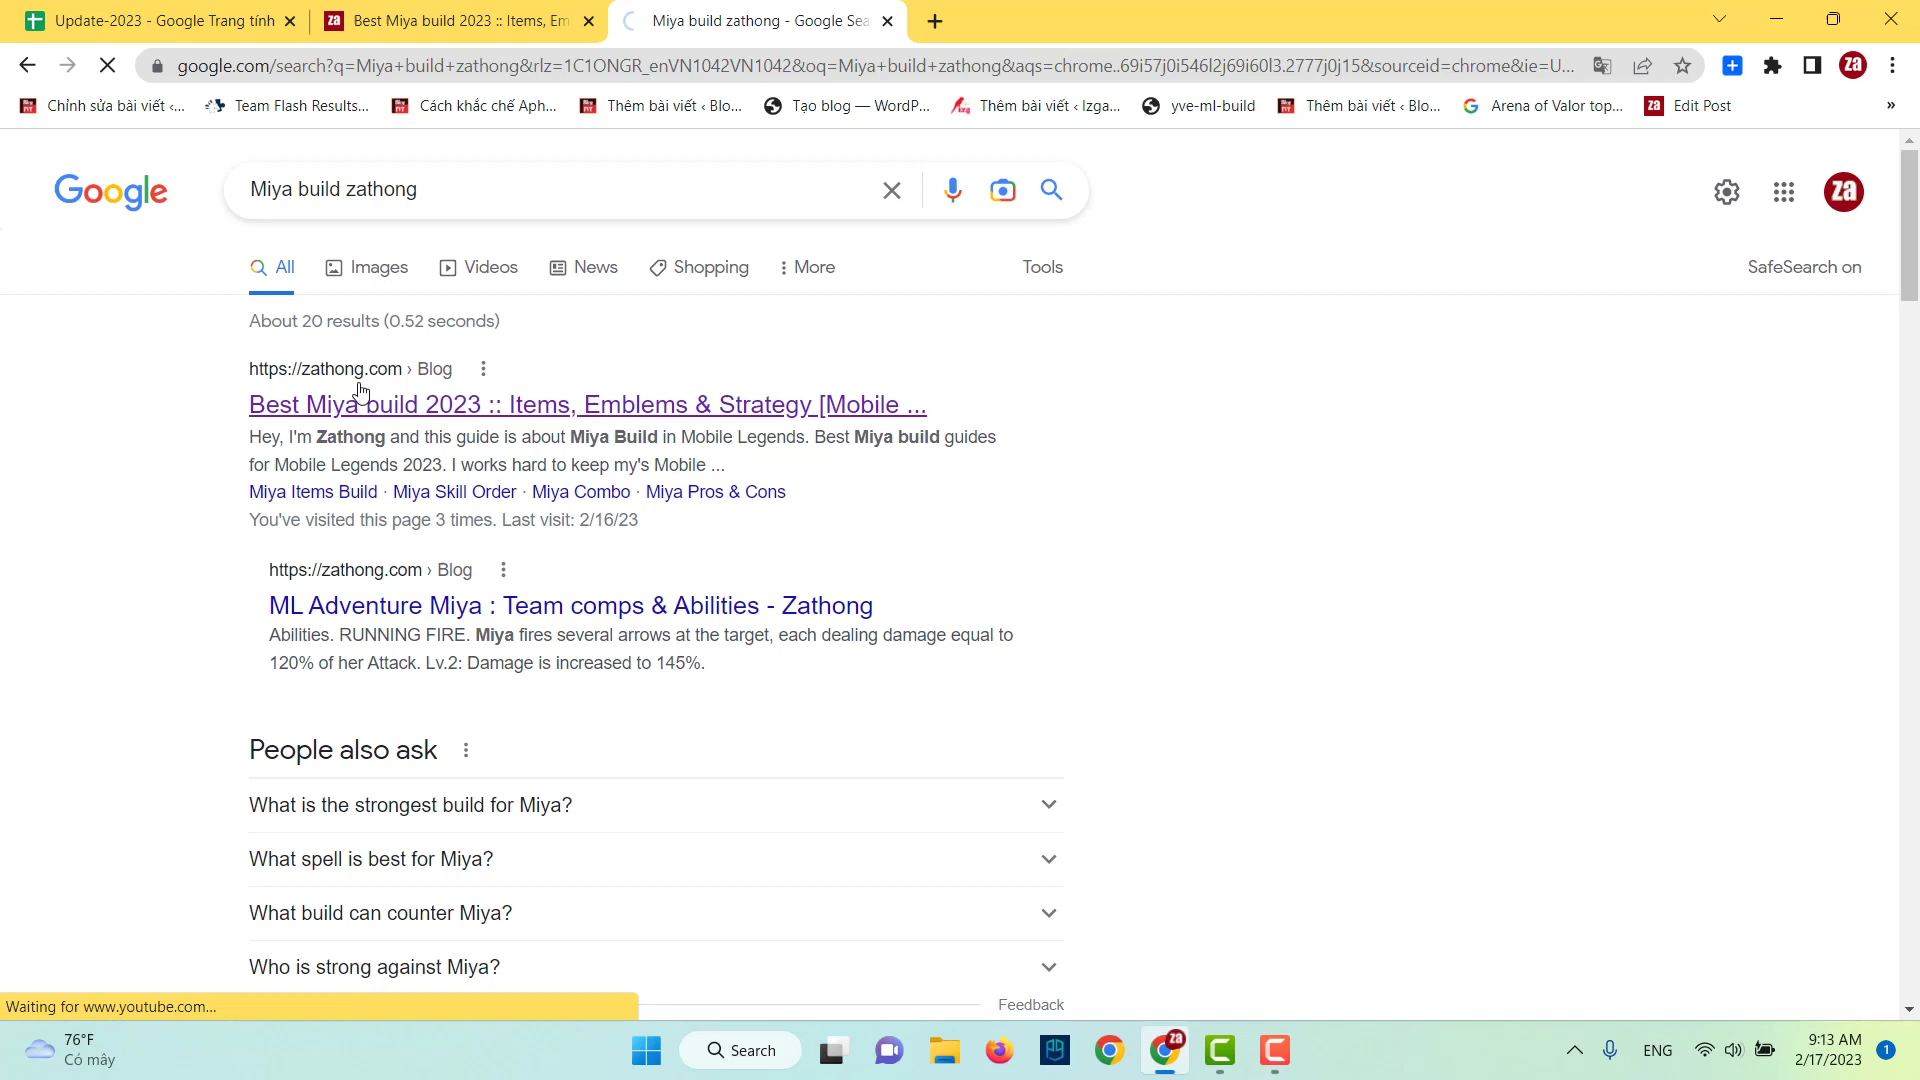 Update-2023 - Google Trang tính
za Best Miya build 2023 :: Items, Em
Miya build zathong - Google Sea
google.com/search?q=Miya+build+zathong&rlz=1C1ONGR_enVN1042VN1042&oq=Miya+build+zathong&aqs=chrome..69i57j0i546l2j69i60l3.2777j0j15&sourceid=chrome&ie=U...
za
Chỉnh sửa bài viết ‹...
Team Flash Results...
Cách khắc chế Aph...
Thêm bài viết ‹ Blo...
Tạo blog — WordP...
Thêm bài viết ‹ Izga...
yve-ml-build
Thêm bài viết ‹ Blo...
Arena of Valor top...
za Edit Post
»
Google
Miya build zathong
za
All
Images
Videos
News
Shopping
More
Tools
SafeSearch on
About 20 results (0.52 seconds)
https://zathong.com › Blog
Best Miya build 2023 :: Items, Emblems & Strategy [Mobile ...
Hey, I'm Zathong and this guide is about Miya Build in Mobile Legends. Best Miya build guides
for Mobile Legends 2023. I works hard to keep my's Mobile ...
Miya Items Build · Miya Skill Order · Miya Combo · Miya Pros & Cons
You've visited this page 3 times. Last visit: 2/16/23
https://zathong.com › Blog
ML Adventure Miya : Team comps & Abilities - Zathong
Abilities. RUNNING FIRE. Miya fires several arrows at the target, each dealing damage equal to
120% of her Attack. Lv.2: Damage is increased to 145%.
People also ask
What is the strongest build for Miya?
What spell is best for Miya?
What build can counter Miya?
Who is strong against Miya?
Feedback
Waiting for www.youtube.com...
76°F
Có mây
Search
za
ENG
9:13 AM
2/17/2023
1